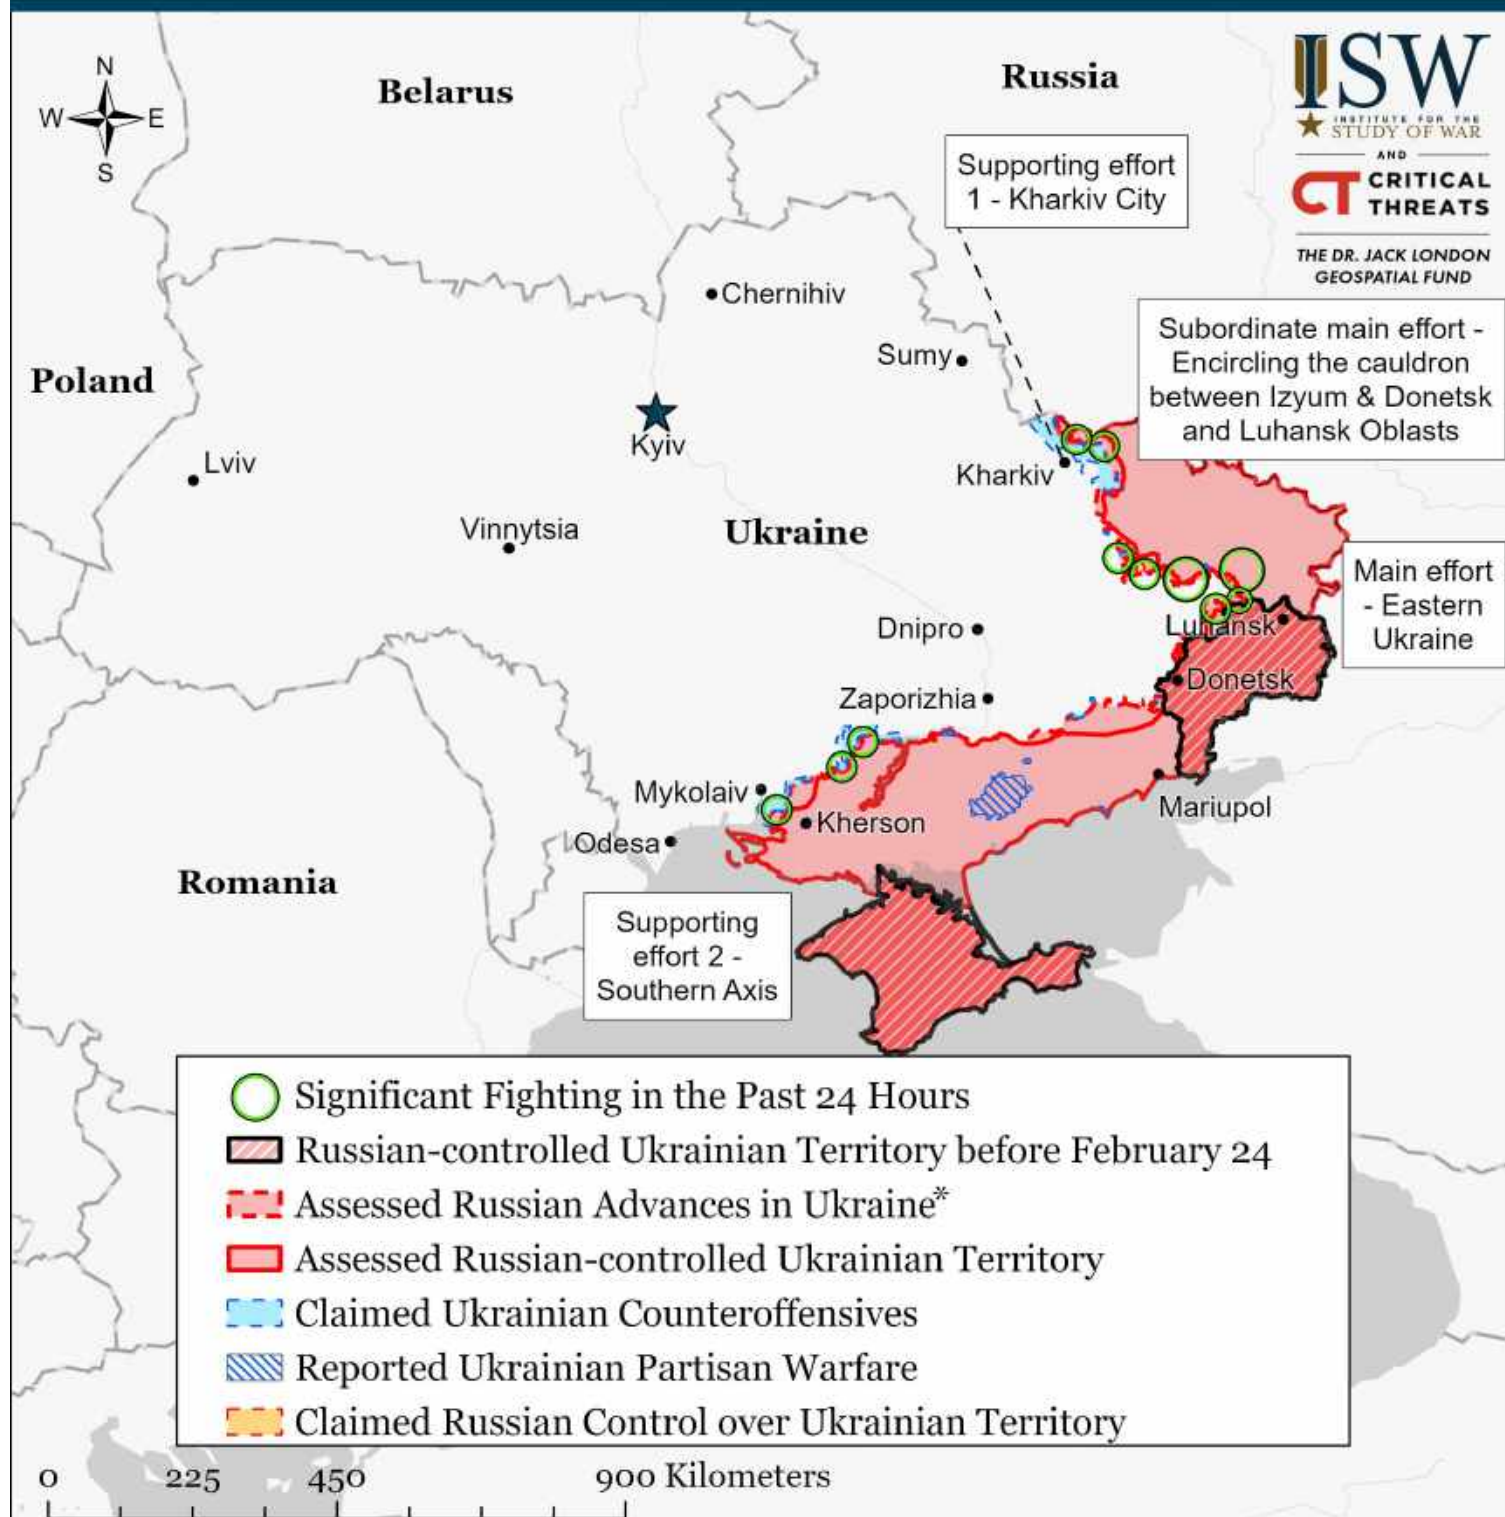 N
W E
S
Belarus
Russia
ISW
INSTITUTE FOR THE
STUDY OF WAR
AND
CT CRITICAL
THREATS
THE DR. JACK LONDON
GEOSPATIAL FUND
Supporting effort
1 - Kharkiv City
Chernihiv
Subordinate main effort -
Encircling the cauldron
between Izyum & Donetsk
and Luhansk Oblasts
Sumy
Poland
Kyiv
Lviv
Kharkiv
Vinnytsia
Ukraine
Main effort
- Eastern
Ukraine
Dnipro
Luhansk
Donetsk
Zaporizhia
Mykolaiv
Mariupol
Kherson
Odesa
Romania
Supporting
effort 2 -
Southern Axis
Significant Fighting in the Past 24 Hours
Russian-controlled Ukrainian Territory before February 24
Assessed Russian Advances in Ukraine*
Assessed Russian-controlled Ukrainian Territory
Claimed Ukrainian Counteroffensives
Reported Ukrainian Partisan Warfare
Claimed Russian Control over Ukrainian Territory
0 225 450 900 Kilometers